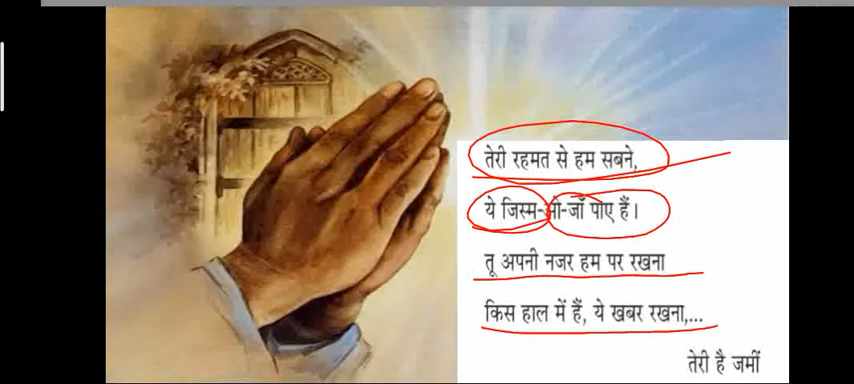 तेरी रहमत से हम सबने,
ये जिस्म-ओ-जाँ पाए हैं।
तू अपनी नजर हम पर रखना
किस हाल में हैं, ये खबर रखना,...
तेरी है जमीं